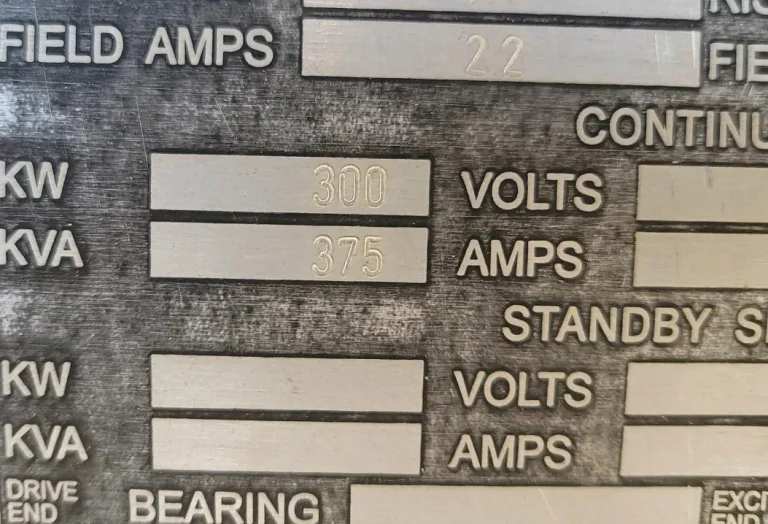 FIELD AMPS 22 FIE
CONTINU
KW 300 VOLTS
KVA 375 AMPS
STANDBY S
KW VOLTS
KVA AMPS
DRIVE END BEARING EXCI